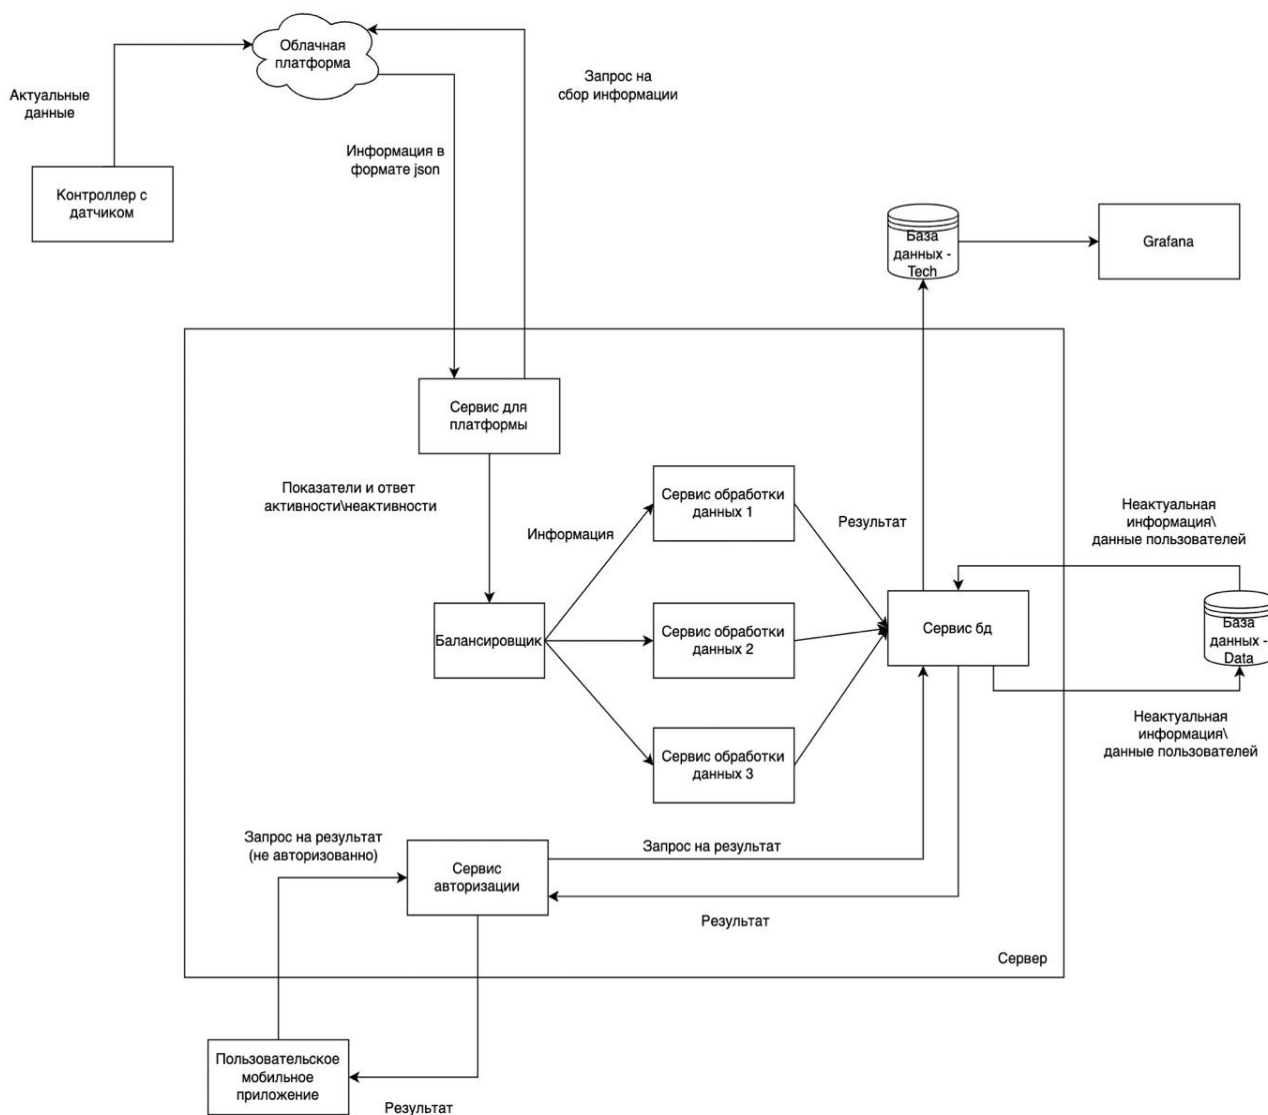 Облачная
платформа
Запрос на
сбор информации
Актуальные
данные
Информация в
формате json
Контроллер с
датчиком
База
данных -
Tech
Grafana
Сервис для
платформы
Показатели и ответ
активности\неактивности
Информация
Сервис обработки
данных 1
Результат
Неактуальная
информация\
данные пользователей
Балансировщик
Сервис обработки
данных 2
Сервис бд
База
данных -
Data
Неактуальная
информация\
данные пользователей
Сервис обработки
данных 3
Запрос на результат
(не авторизованно)
Сервис
авторизации
Запрос на результат
Результат
Сервер
Пользовательское
мобильное
приложение
Результат